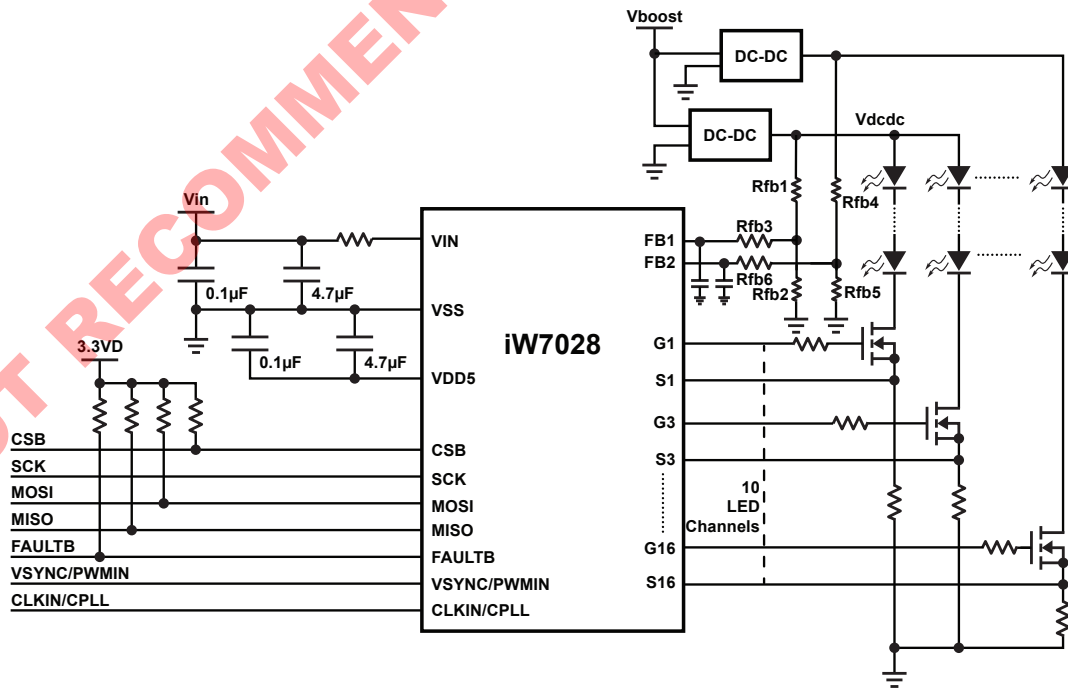 NOT RECOMMEN
Vboost
DC-DC
DC-DC
Vdcdc
Rfb1
Rfb4
Vin
VIN
FB1
Rfb3
FB2
Rfb6
Rfb2
Rfb5
0.1µF
4.7µF
VSS
3.3VD
iW7028
G1
0.1µF
4.7µF
VDD5
S1
G3
CSB
CSB
S3
SCK
SCK
MOSI
MOSI
10
LED
Channels
MISO
MISO
FAULTB
FAULTB
G16
VSYNC/PWMIN
VSYNC/PWMIN
S16
CLKIN/CPLL
CLKIN/CPLL